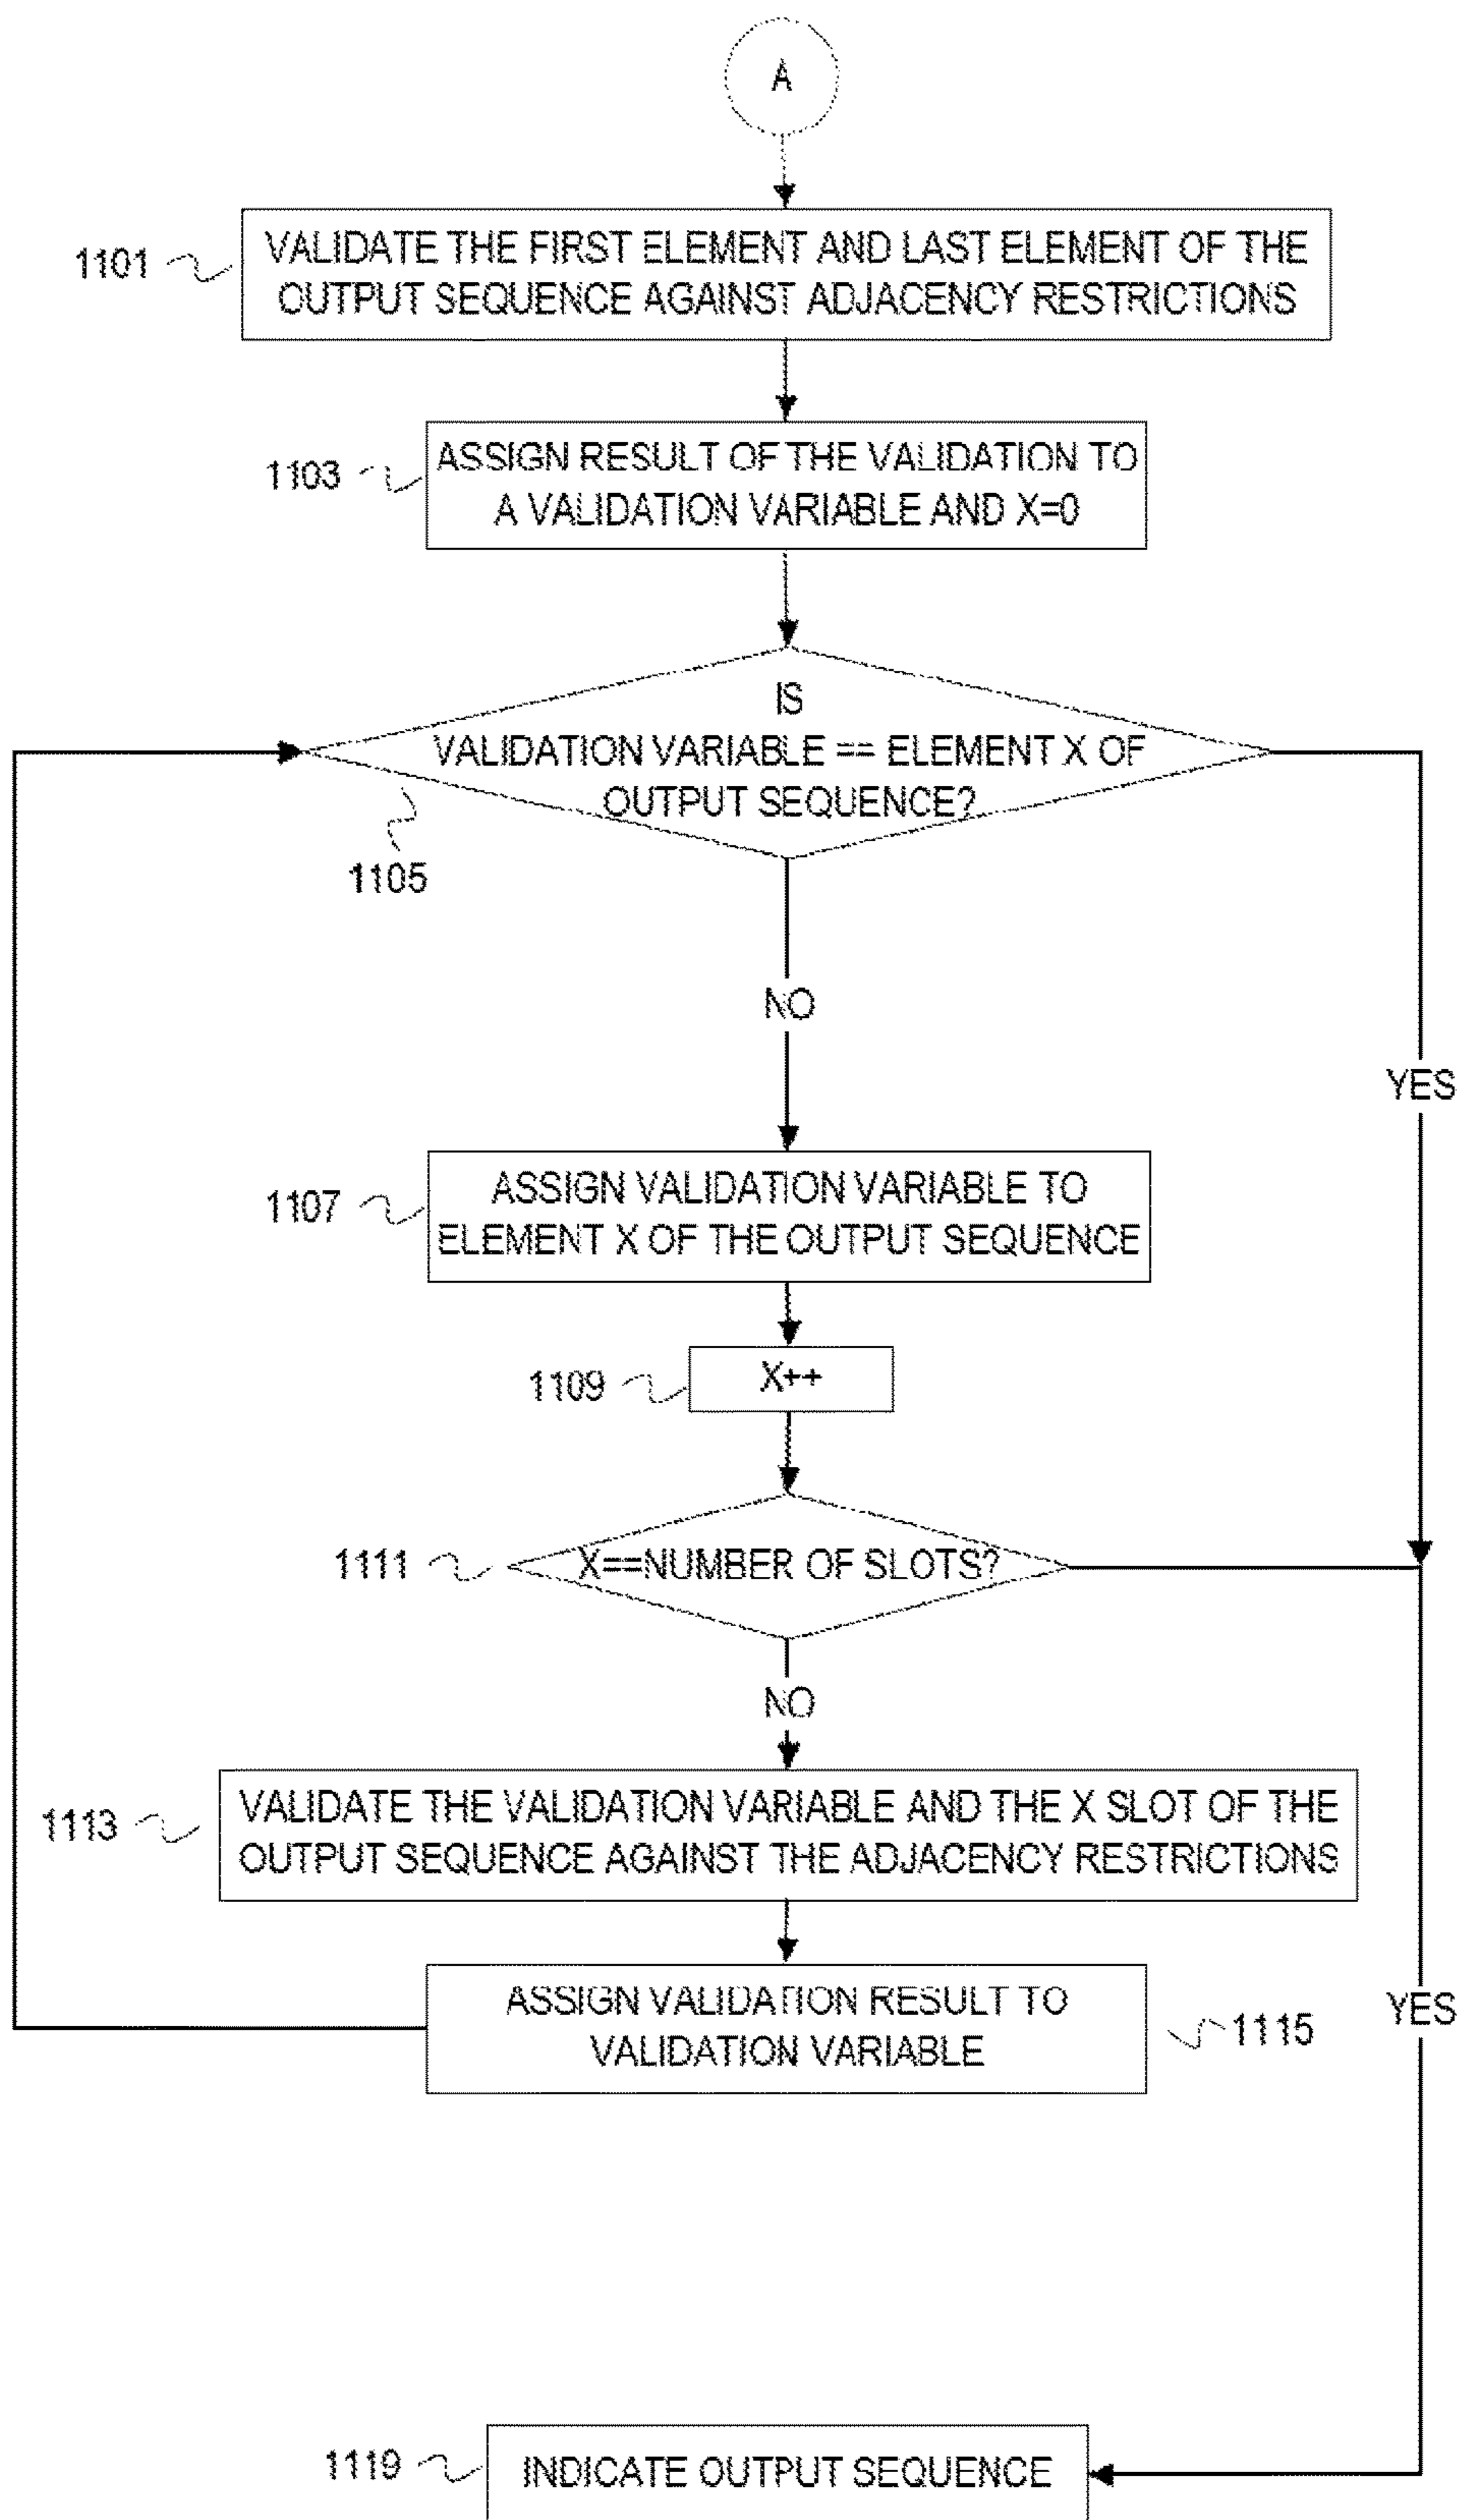 A
1101
VALIDATE THE FIRST ELEMENT AND LAST ELEMENT OF THE
OUTPUT SEQUENCE AGAINST ADJACENCY RESTRICTIONS
1103
ASSIGN RESULT OF THE VALIDATION TO
A VALIDATION VARIABLE AND X=0
IS
VALIDATION VARIABLE == ELEMENT X OF
OUTPUT SEQUENCE?
1105
NO
YES
1107
ASSIGN VALIDATION VARIABLE TO
ELEMENT X OF THE OUTPUT SEQUENCE
1109
X++
1111
X==NUMBER OF SLOTS?
NO
1113
VALIDATE THE VALIDATION VARIABLE AND THE X SLOT OF THE
OUTPUT SEQUENCE AGAINST THE ADJACENCY RESTRICTIONS
ASSIGN VALIDATION RESULT TO
VALIDATION VARIABLE
1115
YES
1119
INDICATE OUTPUT SEQUENCE